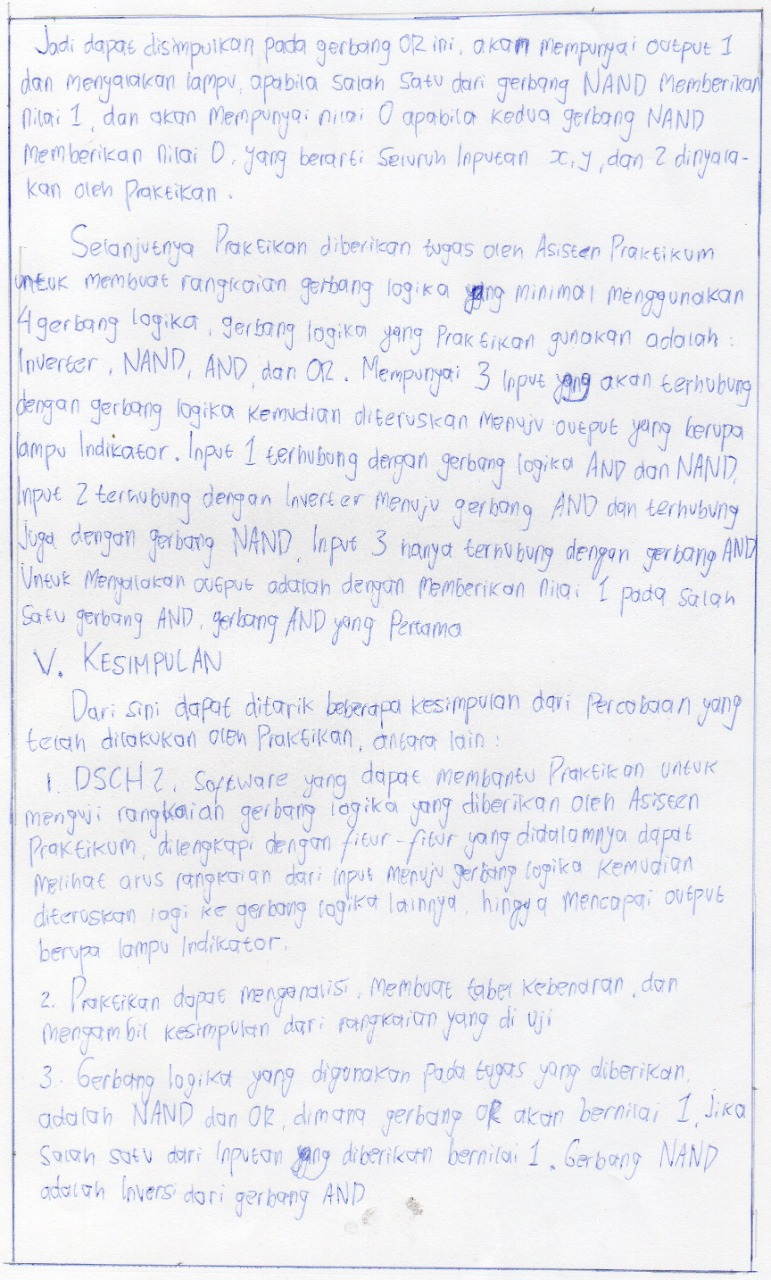 Jadi dapat disimpulkan pada gerbang OR ini, akan mempunyai output 1
dan menyalakan lampu, apabila salah satu dari gerbang NAND memberikan
nilai 1, dan akan mempunyai nilai 0 apabila kedua gerbang NAND
memberikan nilai 0, yang berarti seluruh inputan x, y, dan z dinyala-
kan oleh praktikan.
Selanjutnya Praktikan diberikan tugas oleh Asisten Praktikum
untuk membuat rangkaian gerbang logika yang minimal menggunakan
4 gerbang logika, gerbang logika yang praktikan gunakan adalah :
Inverter, NAND, AND, dan OR. Mempunyai 3 input yang akan terhubung
dengan gerbang logika kemudian diteruskan menuju output yang berupa
lampu Indikator. Input 1 terhubung dengan gerbang logika AND dan NAND,
Input 2 terhubung dengan Inverter menuju gerbang AND dan terhubung
juga dengan gerbang NAND, Input 3 hanya terhubung dengan gerbang AND
Untuk menyalakan output adalah dengan memberikan nilai 1 pada salah
satu gerbang AND, gerbang AND yang Pertama
V. KESIMPULAN
Dari sini dapat ditarik beberapa kesimpulan dari percobaan yang
telah dilakukan oleh Praktikan, antara lain :
1. DSCH 2, Software yang dapat membantu Praktikan untuk
menguji rangkaian gerbang logika yang diberikan oleh Asisten
Praktikum, dilengkapi dengan fitur-fitur yang didalamnya dapat
melihat arus rangkaian dari input menuju gerbang logika kemudian
diteruskan lagi ke gerbang logika lainnya, hingga mencapai output
berupa lampu Indikator.
2. Praktikan dapat menganalisi, membuat tabel kebenaran, dan
mengambil kesimpulan dari rangkaian yang di uji
3. Gerbang logika yang digunakan pada tugas yang diberikan,
adalah NAND dan OR, dimana gerbang OR akan bernilai 1, Jika
salah satu dari inputan yang diberikan bernilai 1. Gerbang NAND
adalah Inversi dari gerbang AND